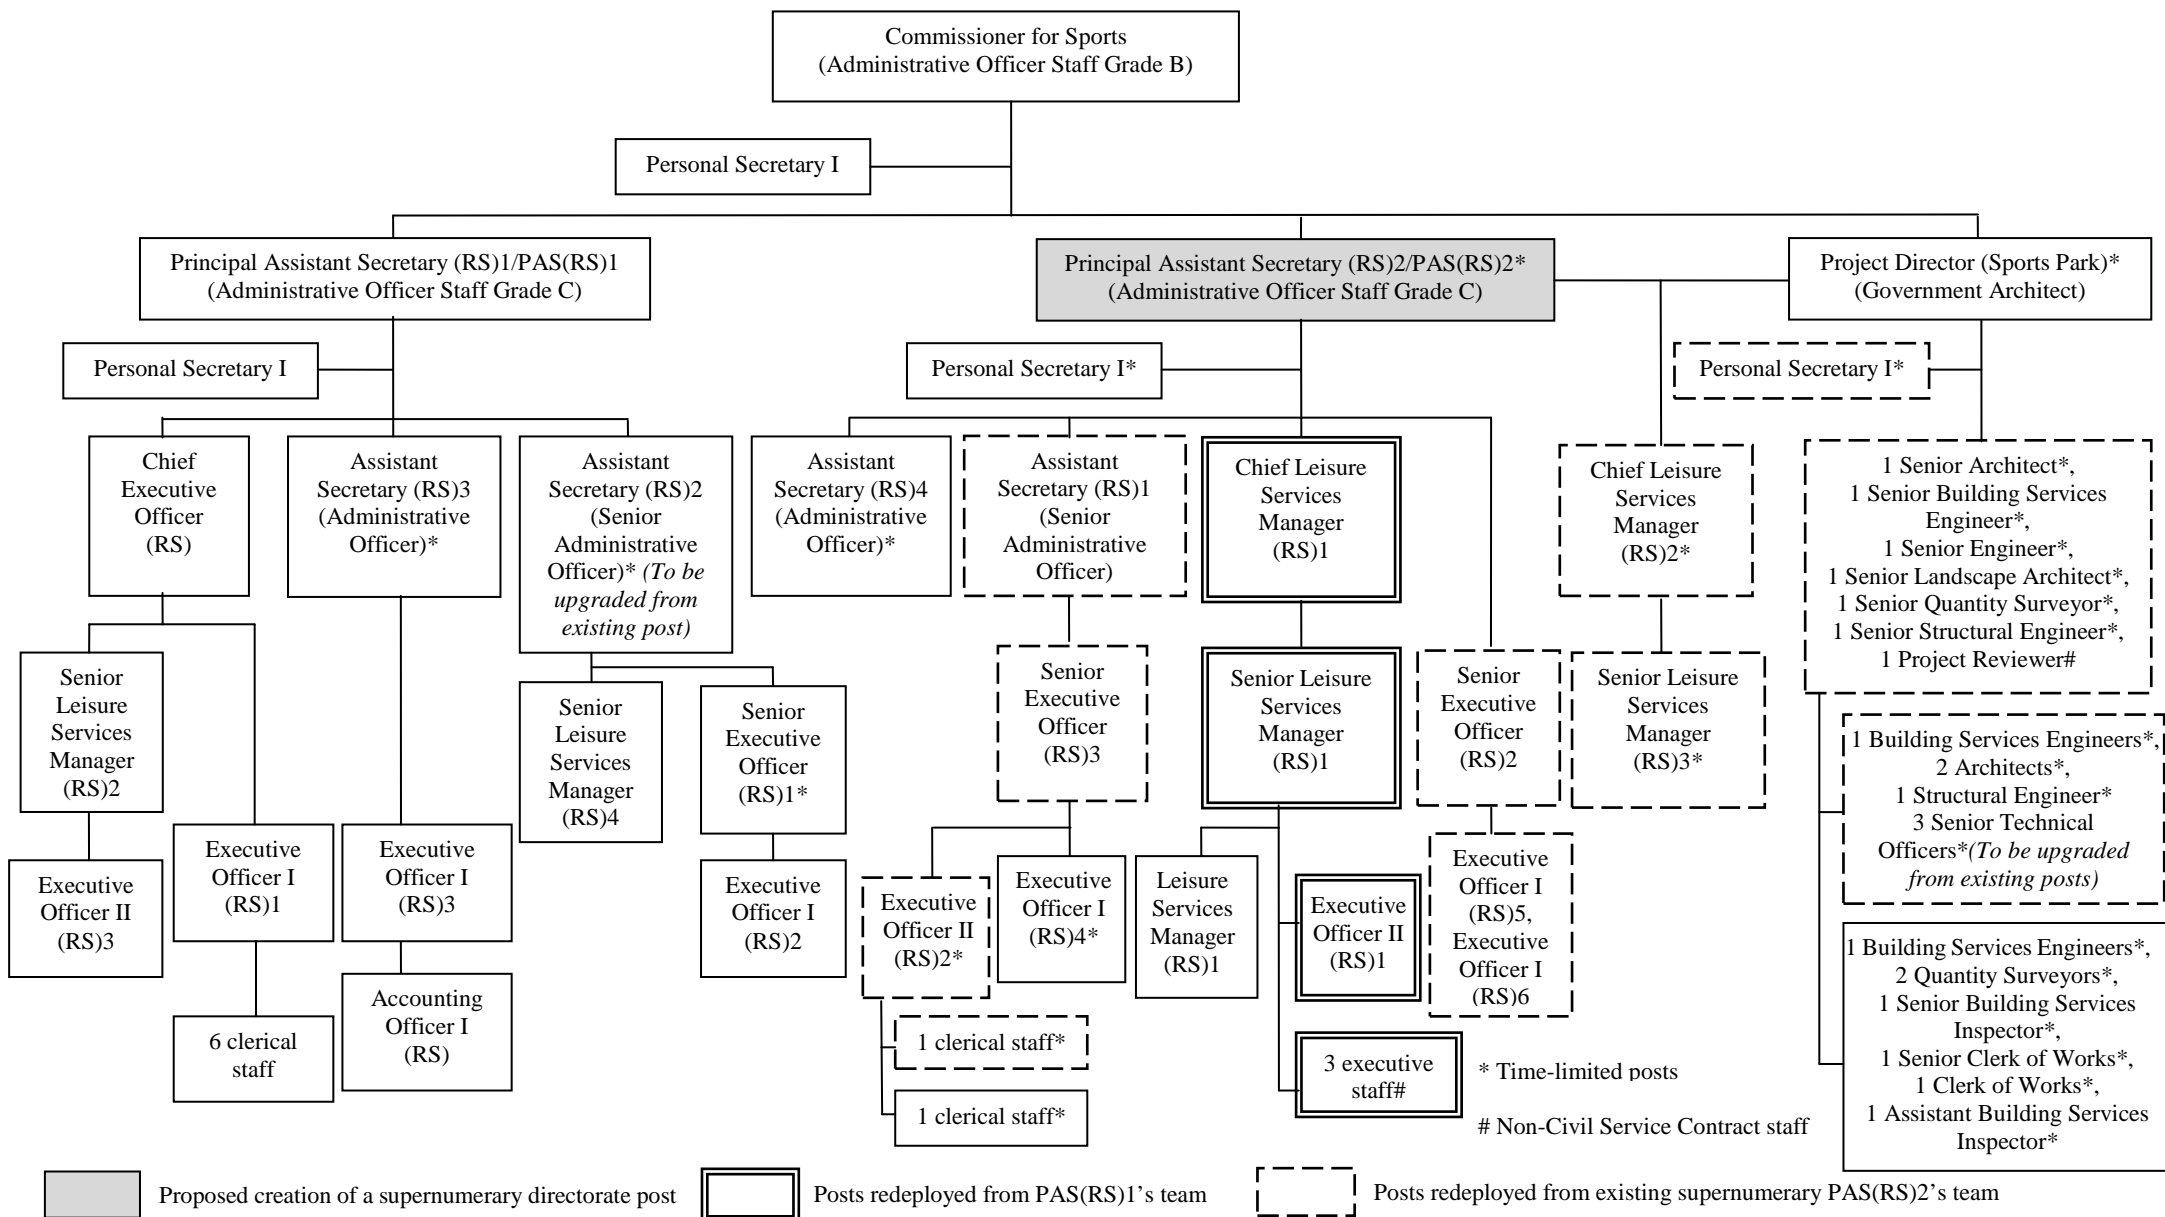 Commissioner for Sports
(Administrative Officer Staff Grade B)
Personal Secretary I
Principal Assistant Secretary (RS)1/PAS(RS)1
(Administrative Officer Staff Grade C)
Principal Assistant Secretary (RS)2/PAS(RS)2*
(Administrative Officer Staff Grade C)
Project Director (Sports Park)*
(Government Architect)
Personal Secretary I
Personal Secretary I*
Personal Secretary I*
Chief
Executive
Officer
(RS)
Assistant
Secretary (RS)3
(Administrative
Officer)*
Assistant
Secretary (RS)2
(Senior
Administrative
Officer)* (To be
upgraded from
existing post)
Assistant
Secretary (RS)4
(Administrative
Officer)*
Assistant
Secretary (RS)1
(Senior
Administrative
Officer)
Chief Leisure
Services
Manager
(RS)1
Chief Leisure
Services
Manager
(RS)2*
1 Senior Architect*,
1 Senior Building Services
Engineer*,
1 Senior Engineer*,
1 Senior Landscape Architect*,
1 Senior Quantity Surveyor*,
1 Senior Structural Engineer*,
1 Project Reviewer#
Senior
Leisure
Services
Manager
(RS)2
Senior
Leisure
Services
Manager
(RS)4
Senior
Executive
Officer
(RS)1*
Senior
Executive
Officer
(RS)3
Senior Leisure
Services
Manager
(RS)1
Senior
Executive
Officer
(RS)2
Senior Leisure
Services
Manager
(RS)3*
1 Building Services Engineers*,
2 Architects*,
1 Structural Engineer*
3 Senior Technical
Officers*(To be upgraded
from existing posts)
Executive
Officer II
(RS)3
Executive
Officer I
(RS)1
Executive
Officer I
(RS)3
Executive
Officer I
(RS)2
Executive
Officer II
(RS)2*
Executive
Officer I
(RS)4*
Leisure
Services
Manager
(RS)1
Executive
Officer II
(RS)1
Executive
Officer I
(RS)5,
Executive
Officer I
(RS)6
1 Building Services Engineers*,
2 Quantity Surveyors*,
1 Senior Building Services
Inspector*,
1 Senior Clerk of Works*,
1 Clerk of Works*,
1 Assistant Building Services
Inspector*
6 clerical
staff
Accounting
Officer I
(RS)
1 clerical staff*
1 clerical staff*
3 executive
staff#
* Time-limited posts
# Non-Civil Service Contract staff
Proposed creation of a supernumerary directorate post
Posts redeployed from PAS(RS)1's team
Posts redeployed from existing supernumerary PAS(RS)2's team